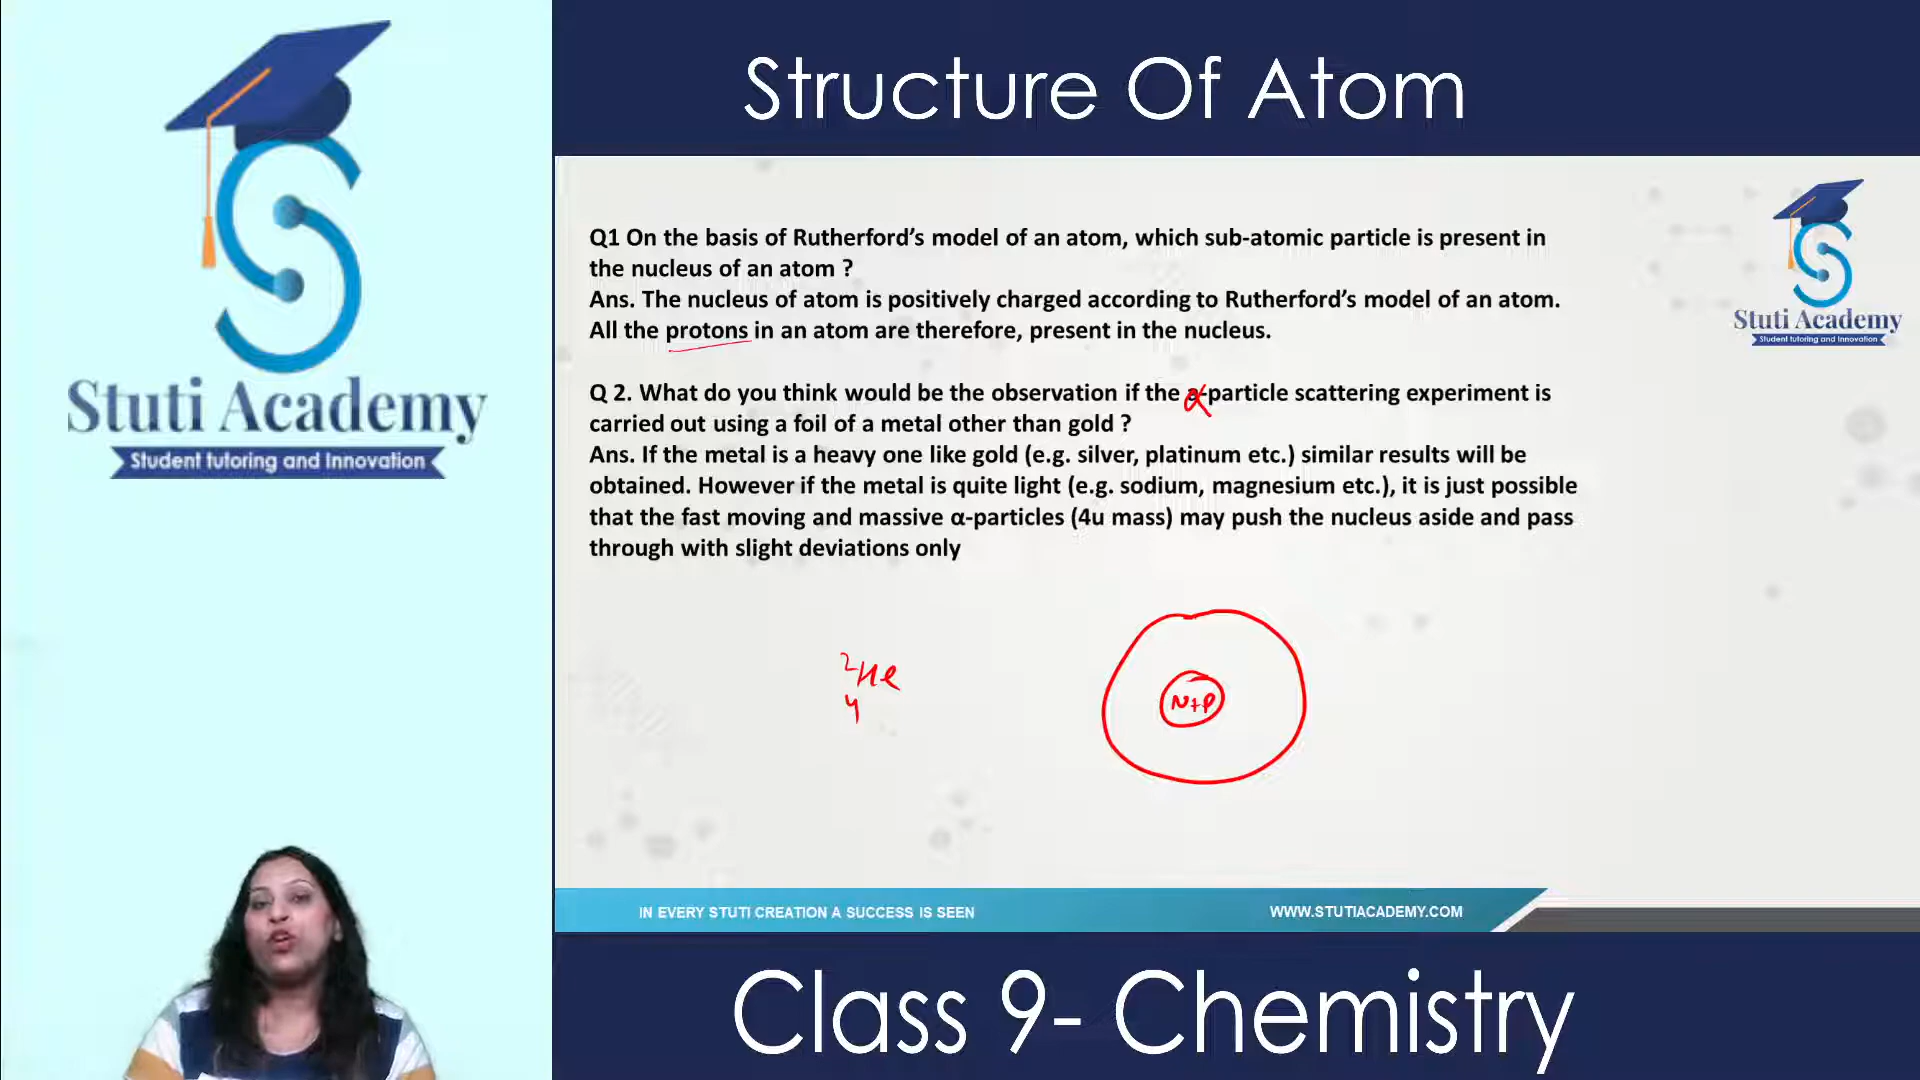 Stuti Academy
Student tutoring and Innovation
Structure Of Atom
Stuti Academy
Student tutoring and Innovation
Q1 On the basis of Rutherford’s model of an atom, which sub-atomic particle is present in
the nucleus of an atom ?
Ans. The nucleus of atom is positively charged according to Rutherford’s model of an atom.
All the protons in an atom are therefore, present in the nucleus.
Q 2. What do you think would be the observation if the α-particle scattering experiment is
carried out using a foil of a metal other than gold ?
Ans. If the metal is a heavy one like gold (e.g. silver, platinum etc.) similar results will be
obtained. However if the metal is quite light (e.g. sodium, magnesium etc.), it is just possible
that the fast moving and massive α-particles (4u mass) may push the nucleus aside and pass
through with slight deviations only
2 He
4
N+P
IN EVERY STUTI CREATION A SUCCESS IS SEEN
WWW.STUTIACADEMY.COM
Class 9- Chemistry